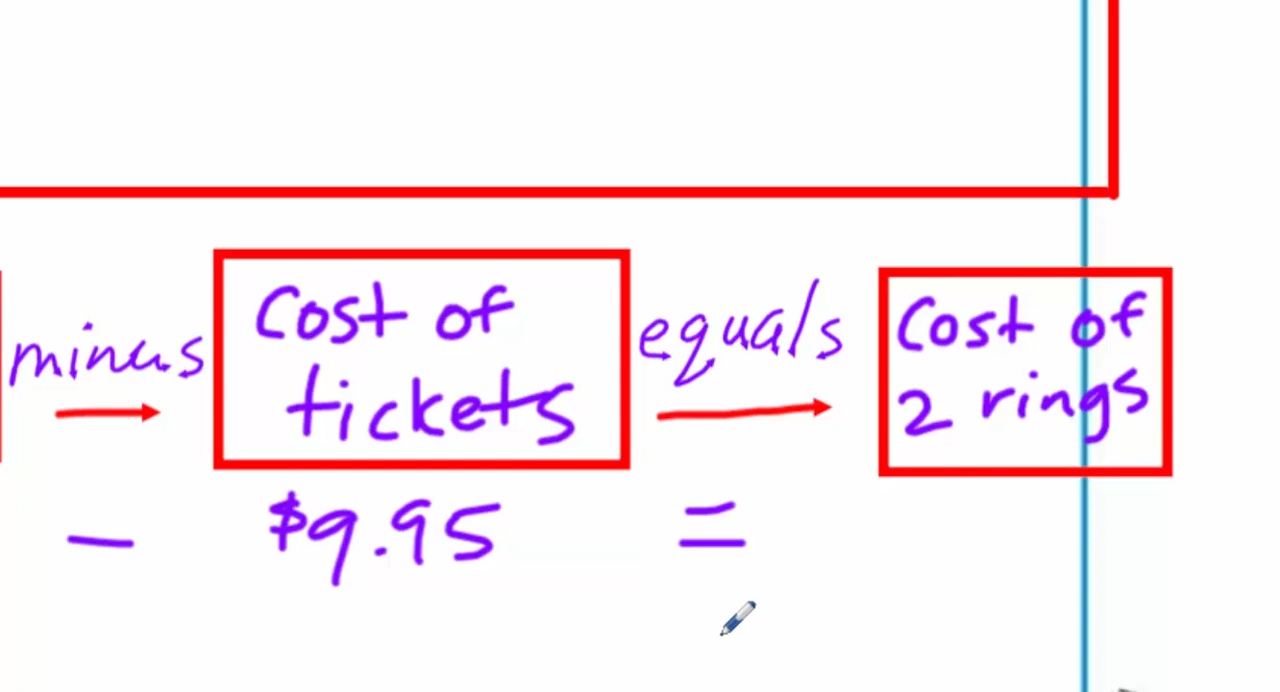 minus
Cost of
tickets
equals
Cost of
2 rings
– $9.95 =